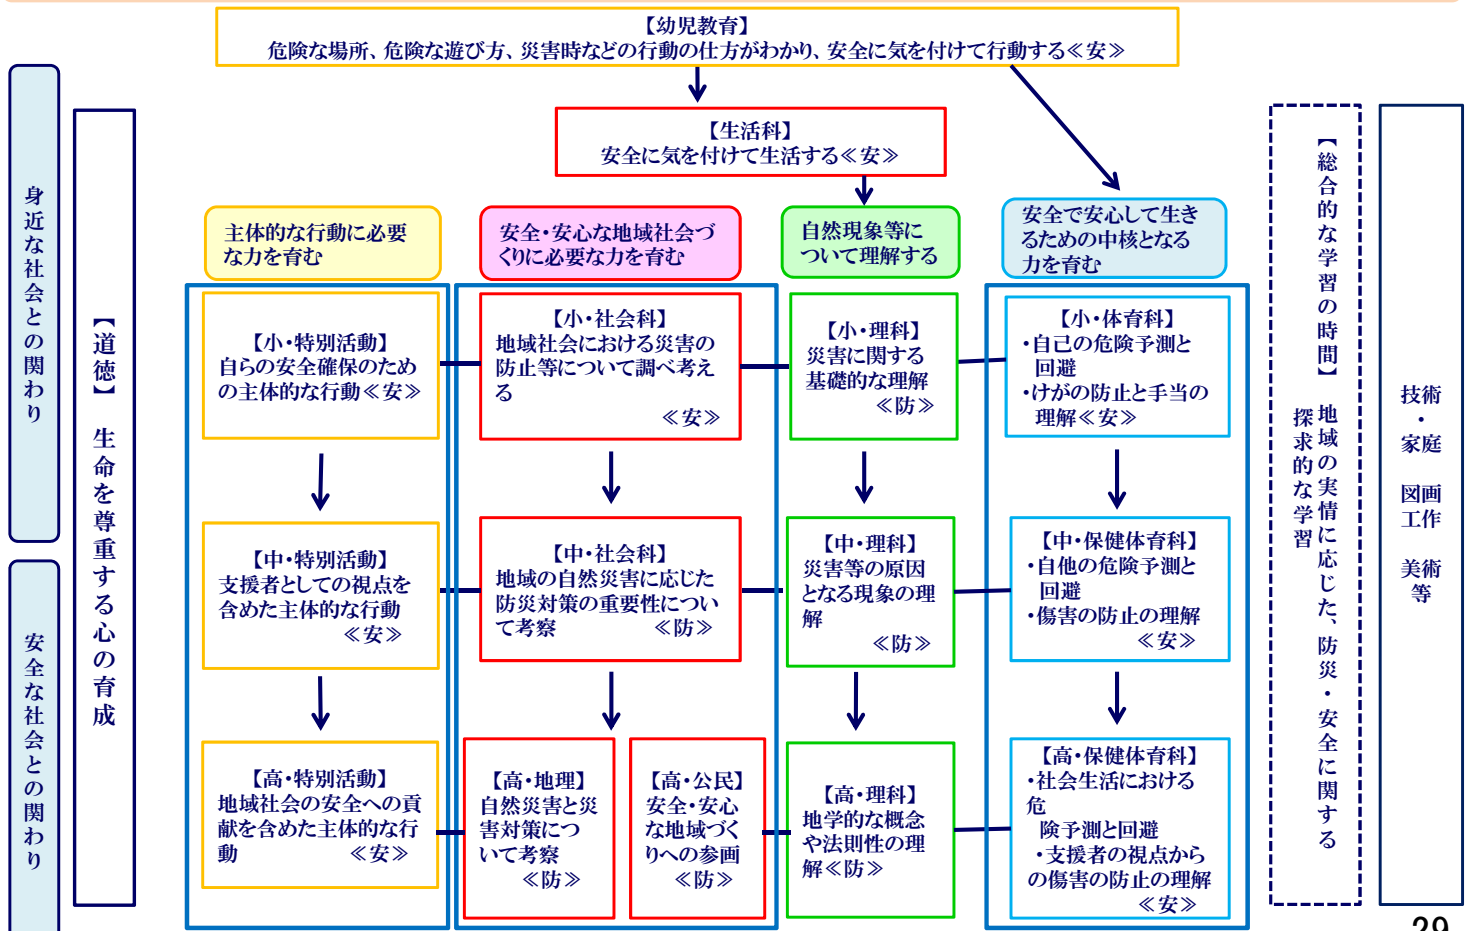 【幼児教育】
危険な場所、危険な遊び方、災害時などの行動の仕方がわかり、安全に気を付けて行動する≪安≫
【生活科】
安全に気を付けて生活する≪安≫
身近な社会との関わり
安全な社会との関わり
【道徳】　生命を尊重する心の育成
主体的な行動に必要
な力を育む
安全・安心な地域社会づ
くりに必要な力を育む
自然現象等に
ついて理解する
安全で安心して生き
るための中核となる
力を育む
【小・特別活動】
自らの安全確保のため
の主体的な行動≪安≫
【小・社会科】
地域社会における災害の
防止等について調べ考え
る
≪安≫
【小・理科】
災害に関する
基礎的な理解
≪防≫
【小・体育科】
・自己の危険予測と
回避
・けがの防止と手当の
理解≪安≫
【中・特別活動】
支援者としての視点を
含めた主体的な行動
≪安≫
【中・社会科】
地域の自然災害に応じた
防災対策の重要性につい
て考察　≪防≫
【中・理科】
災害等の原因
となる現象の理
解
≪防≫
【中・保健体育科】
・自他の危険予測と
回避
・傷害の防止の理解
≪安≫
【高・特別活動】
地域社会の安全への貢
献を含めた主体的な行
動　≪安≫
【高・地理】
自然災害と災
害対策につ
いて考察
≪防≫
【高・公民】
安全・安心
な地域づく
りへの参画
≪防≫
【高・理科】
地学的な概念
や法則性の理
解≪防≫
【高・保健体育科】
・社会生活における
危
険予測と回避
・支援者の視点から
の傷害の防止の理解
≪安≫
【総合的な学習の時間】　地域の実情に応じた、防災・安全に関する
探求的な学習
技術
・
家庭
図画
工作
美術
等
29